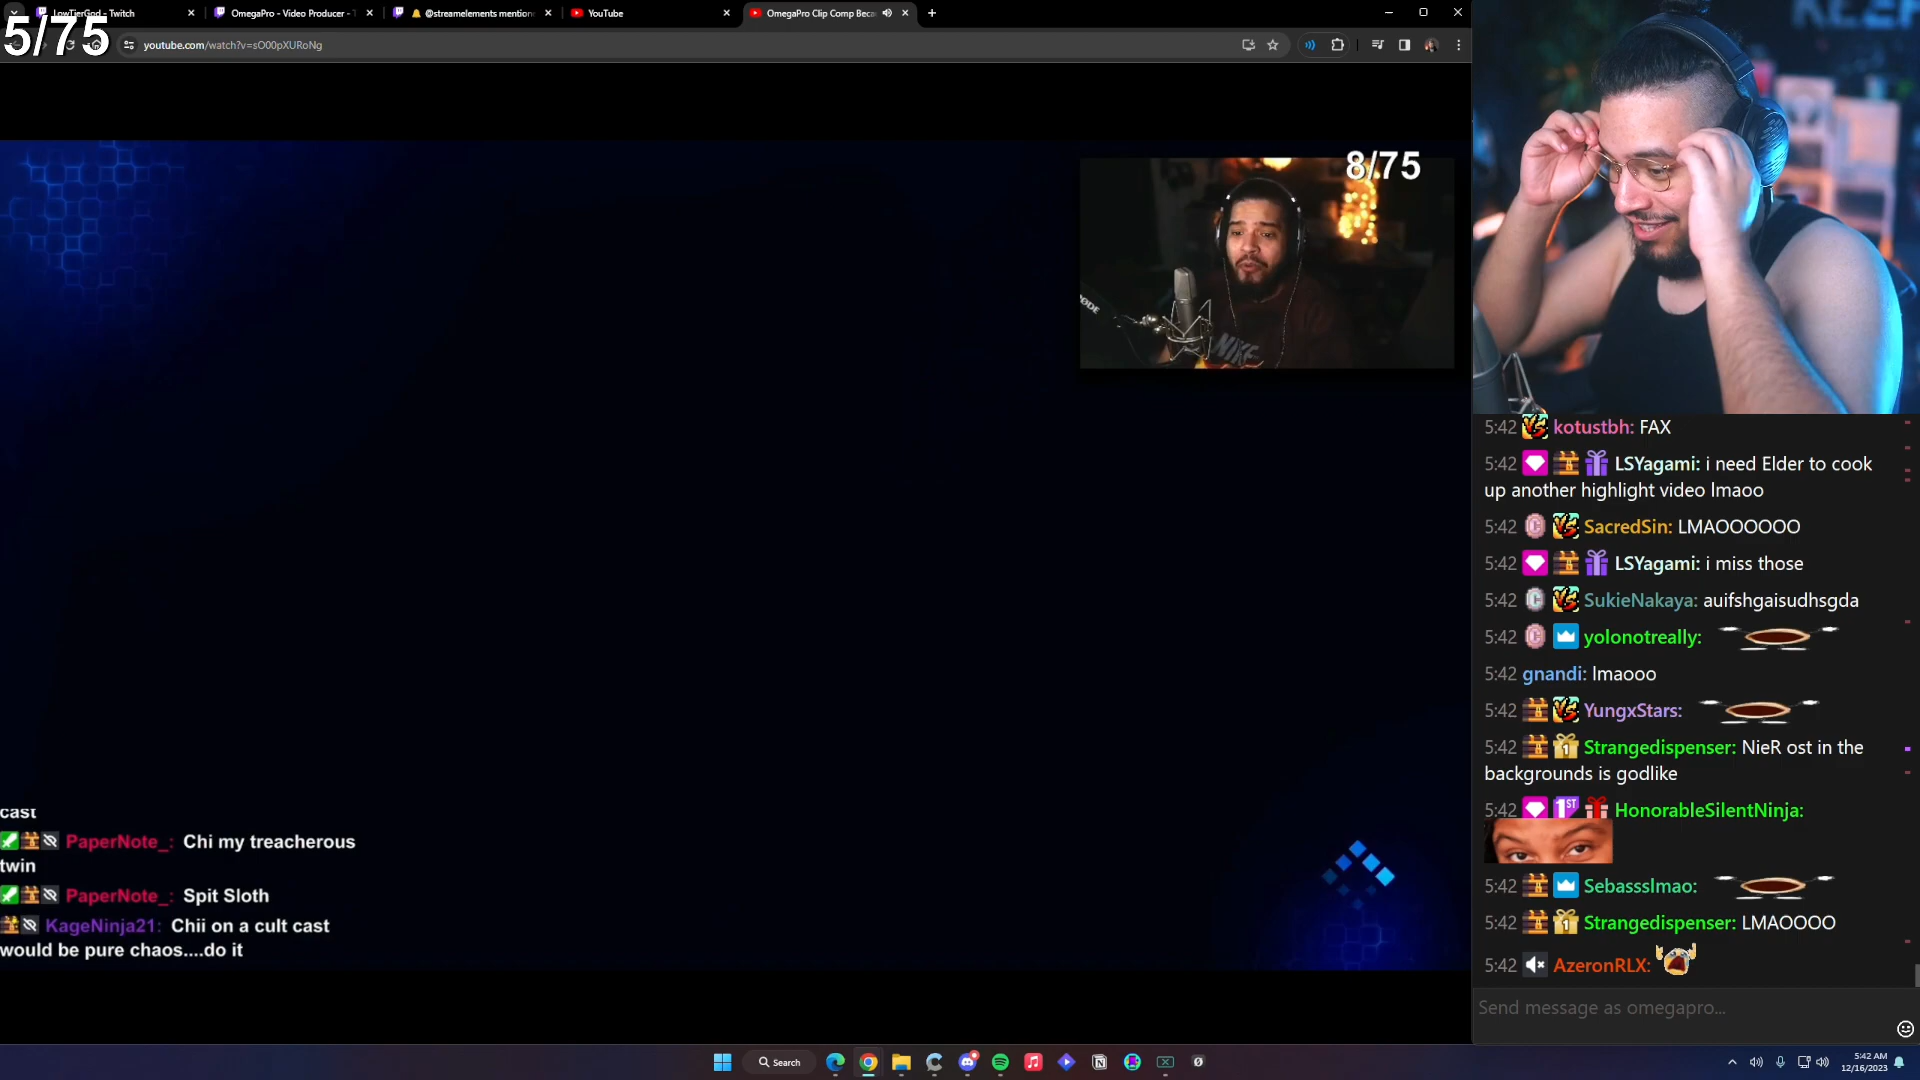 5/75
LowTierGod - Twitch
OmegaPro - Video Producer - T
@streamelements mention
YouTube
OmegaPro Clip Comp Beca
youtube.com/watch?v=sO00pXURoNg
8/75
NIKE
cast
PaperNote_: Chi my treacherous
twin
PaperNote_: Spit Sloth
KageNinja21: Chii on a cult cast
would be pure chaos....do it
5:42 kotustbh: FAX
5:42 LSYagami: i need Elder to cook
up another highlight video lmaoo
5:42 SacredSin: LMAOOOOOO
5:42 LSYagami: i miss those
5:42 SukieNakaya: auifshgaisudhsgda
5:42 yolonotreally:
5:42 gnandi: lmaooo
5:42 YungxStars:
5:42 Strangedispenser: NieR ost in the
backgrounds is godlike
5:42 1ST HonorableSilentNinja:
5:42 Sebassslmao:
5:42 Strangedispenser: LMAOOOO
5:42 AzeronRLX:
Send message as omegapro...
Search
5:42 AM
12/16/2023